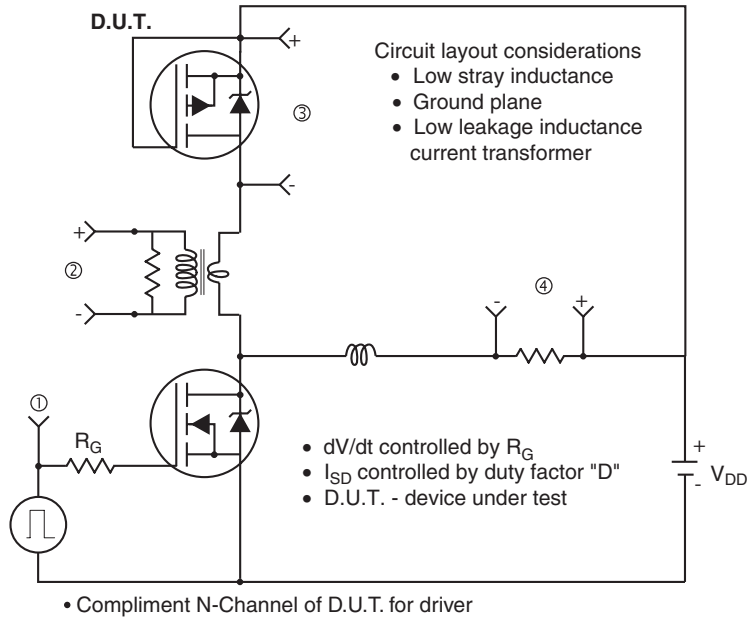 D.U.T.
+
Circuit layout considerations
• Low stray inductance
• Ground plane
• Low leakage inductance
current transformer
③
-
+
②
-
④
- +
①
R_G
• dV/dt controlled by R_G
• I_SD controlled by duty factor "D"
• D.U.T. - device under test
+
V_DD
-
• Compliment N-Channel of D.U.T. for driver